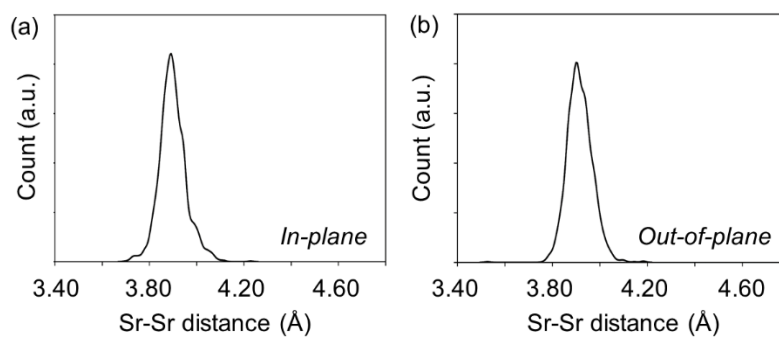 (a)
Count (a.u.)
In-plane
3.40 3.80 4.20 4.60
Sr-Sr distance (Å)
(b)
Count (a.u.)
Out-of-plane
3.40 3.80 4.20 4.60
Sr-Sr distance (Å)